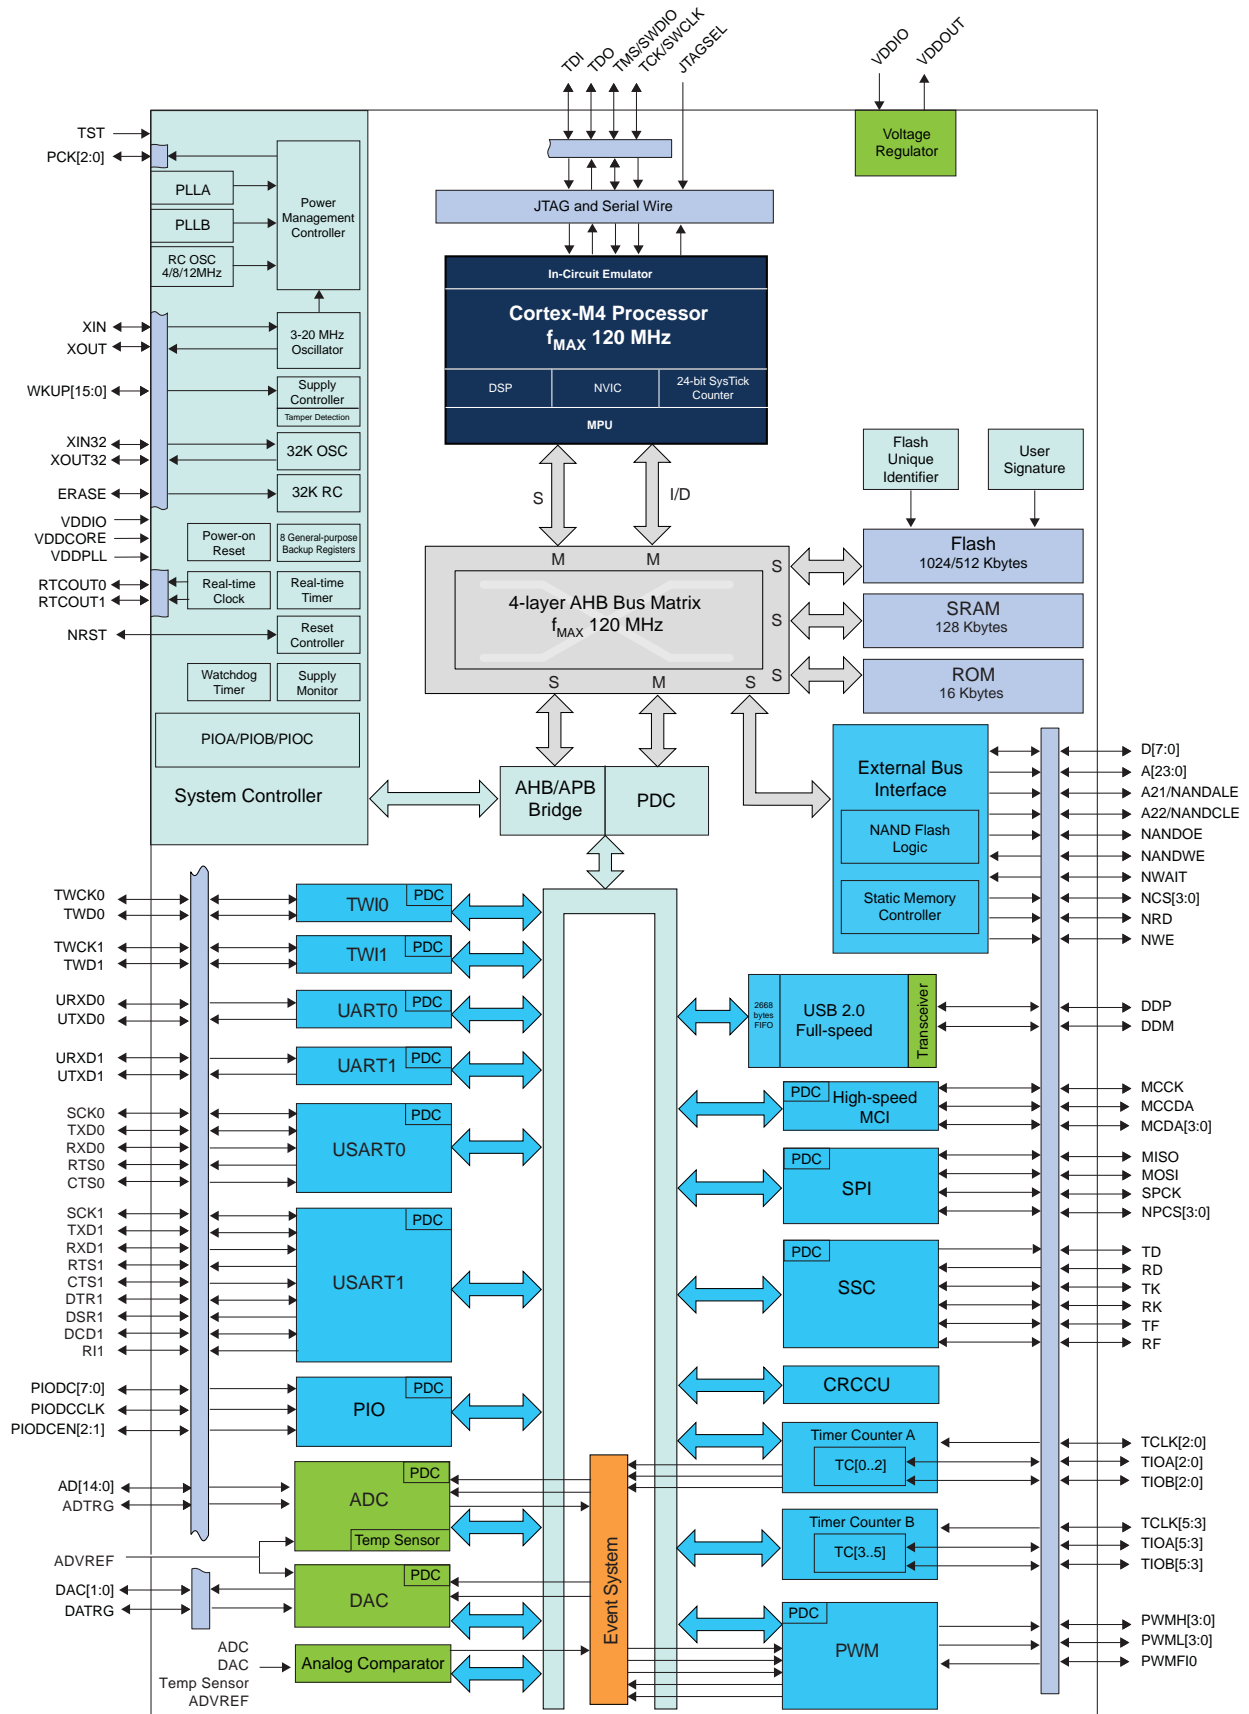 TDI
TDO
TMS/SWDIO
TCK/SWCLK
JTAGSEL
VDDIO
VDDOUT
Voltage
Regulator
TST
PCK[2:0]
PLLA
PLLB
RC OSC
4/8/12MHz
Power
Management
Controller
JTAG and Serial Wire
In-Circuit Emulator
Cortex-M4 Processor
fMAX 120 MHz
DSP
NVIC
24-bit SysTick
Counter
MPU
XIN
XOUT
3-20 MHz
Oscillator
WKUP[15:0]
Supply
Controller
Tamper Detection
XIN32
XOUT32
32K OSC
ERASE
32K RC
VDDIO
VDDCORE
VDDPLL
Power-on
Reset
8 General-purpose
Backup Registers
RTCOUT0
RTCOUT1
Real-time
Clock
Real-time
Timer
NRST
Reset
Controller
Watchdog
Timer
Supply
Monitor
PIOA/PIOB/PIOC
System Controller
S
I/D
M
M
S
4-layer AHB Bus Matrix
fMAX 120 MHz
S
S
S
M
S
Flash
Unique
Identifier
User
Signature
Flash
1024/512 Kbytes
SRAM
128 Kbytes
ROM
16 Kbytes
AHB/APB
Bridge
PDC
External Bus
Interface
NAND Flash
Logic
Static Memory
Controller
D[7:0]
A[23:0]
A21/NANDALE
A22/NANDCLE
NANDOE
NANDWE
NWAIT
NCS[3:0]
NRD
NWE
TWCK0
TWD0
TWI0
PDC
TWCK1
TWD1
TWI1
PDC
URXD0
UTXD0
UART0
PDC
URXD1
UTXD1
UART1
PDC
SCK0
TXD0
RXD0
RTS0
CTS0
USART0
PDC
SCK1
TXD1
RXD1
RTS1
CTS1
DTR1
DSR1
DCD1
RI1
USART1
PDC
PIODC[7:0]
PIODCCLK
PIODCEN[2:1]
PIO
PDC
AD[14:0]
ADTRG
ADC
PDC
Temp Sensor
ADVREF
DAC[1:0]
DATRG
DAC
PDC
ADC
DAC
Temp Sensor
ADVREF
Analog Comparator
Event System
2668
bytes
FIFO
USB 2.0
Full-speed
Transceiver
DDP
DDM
PDC
High-speed
MCI
MCCK
MCCDA
MCDA[3:0]
PDC
SPI
MISO
MOSI
SPCK
NPCS[3:0]
PDC
SSC
TD
RD
TK
RK
TF
RF
CRCCU
Timer Counter A
TC[0..2]
TCLK[2:0]
TIOA[2:0]
TIOB[2:0]
Timer Counter B
TC[3..5]
TCLK[5:3]
TIOA[5:3]
TIOB[5:3]
PDC
PWM
PWMH[3:0]
PWML[3:0]
PWMFI0